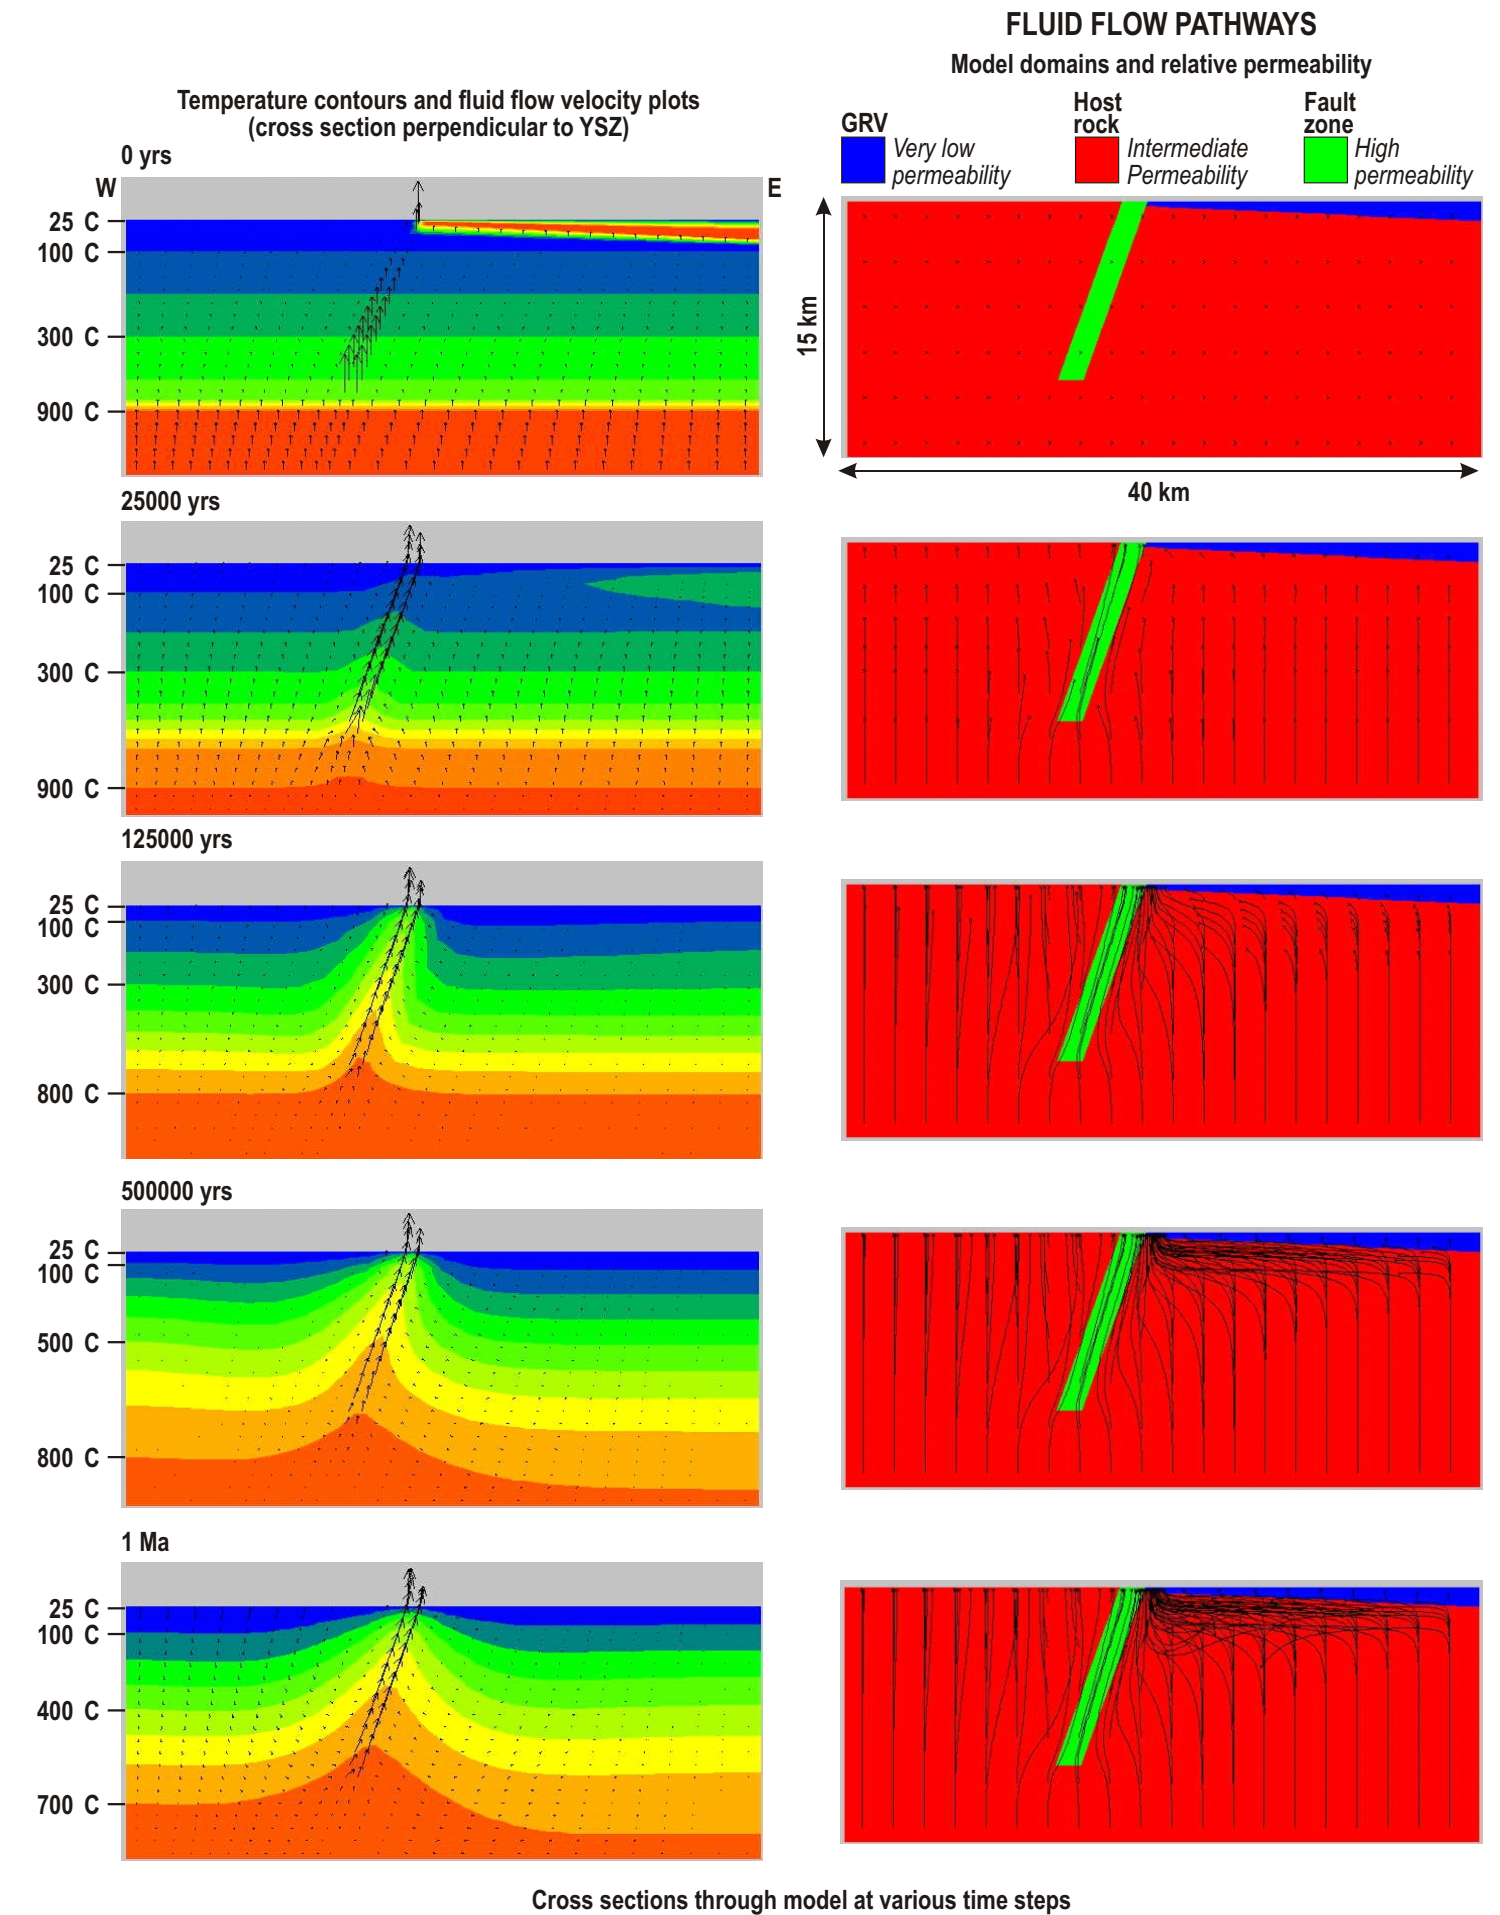 FLUID FLOW PATHWAYS
Model domains and relative permeability
Temperature contours and fluid flow velocity plots
(cross section perpendicular to YSZ)
GRV
Very low
permeability
Host
rock
Intermediate
Permeability
Fault
zone
High
permeability
0 yrs
W
E
25 C
100 C
300 C
900 C
15 km
40 km
25000 yrs
25 C
100 C
300 C
900 C
125000 yrs
25 C
100 C
300 C
800 C
500000 yrs
25 C
100 C
500 C
800 C
1 Ma
25 C
100 C
400 C
700 C
Cross sections through model at various time steps